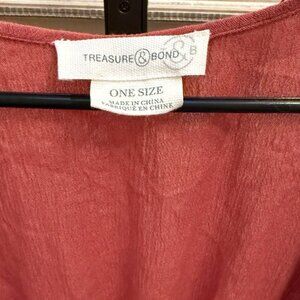 TREASURE & BOND
& B
ONE SIZE
MADE IN CHINA
FABRIQUÉ EN CHINE